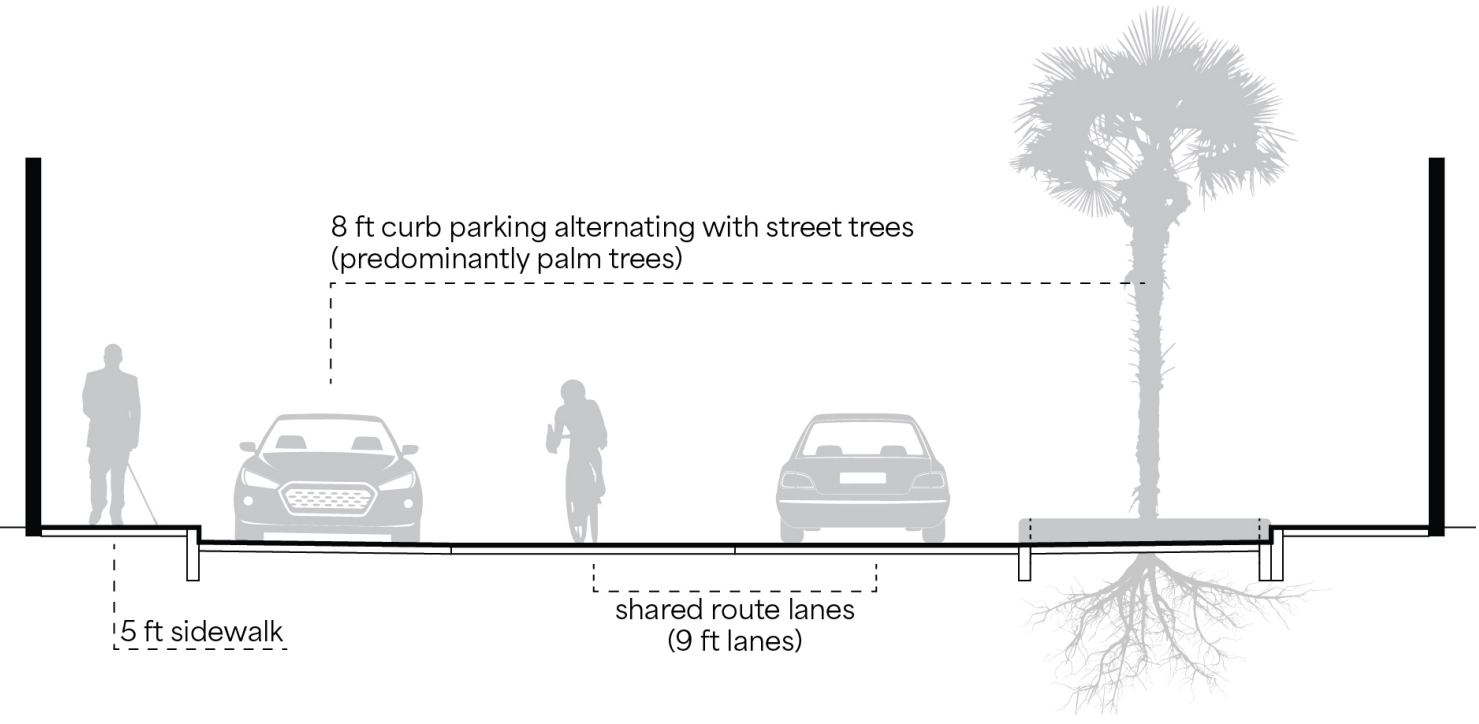 8 ft curb parking alternating with street trees
(predominantly palm trees)
shared route lanes
(9 ft lanes)
5 ft sidewalk